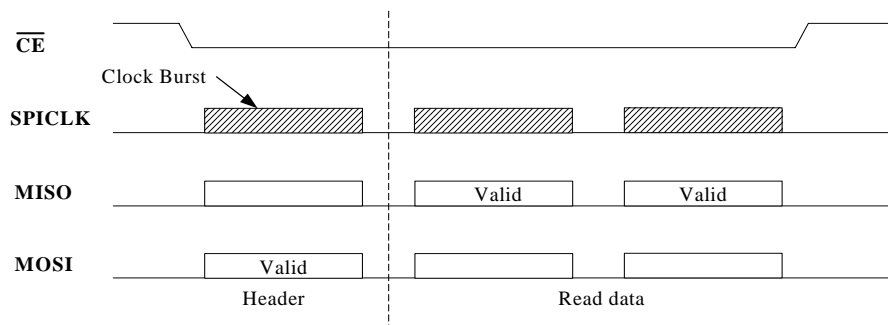 CE
Clock Burst
SPICLK
MISO
Valid
Valid
MOSI
Valid
Header
Read data